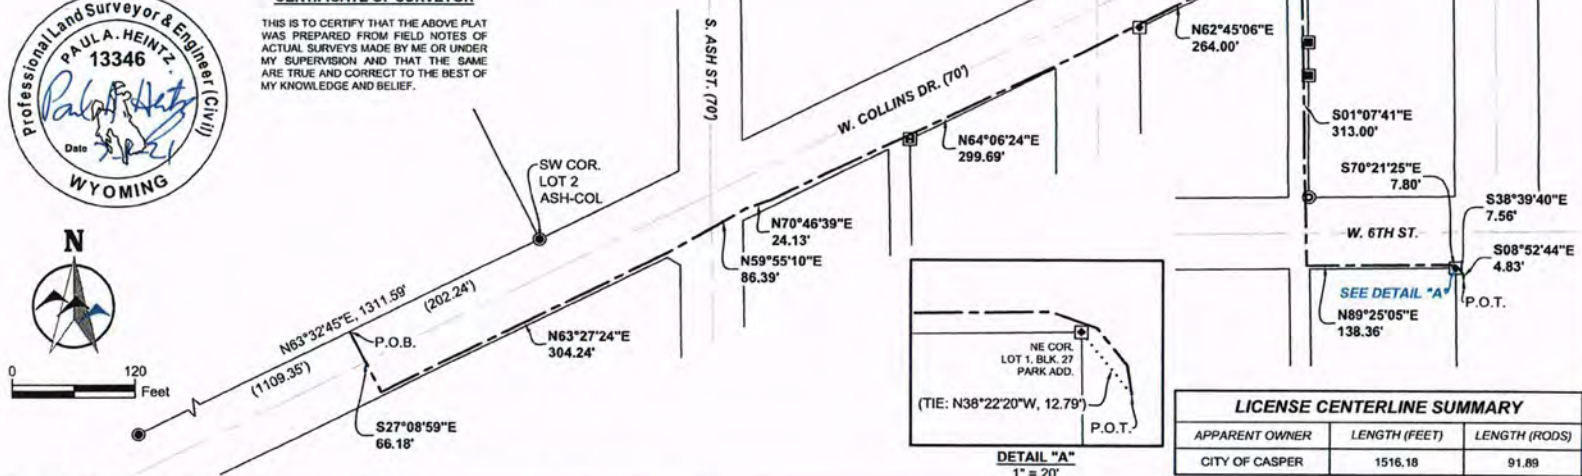 CERTIFICATE OF SURVEYOR
THIS IS TO CERTIFY THAT THE ABOVE PLAT
WAS PREPARED FROM FIELD NOTES OF
ACTUAL SURVEYS MADE BY ME OR UNDER
MY SUPERVISION AND THAT THE SAME
ARE TRUE AND CORRECT TO THE BEST OF
MY KNOWLEDGE AND BELIEF.
Professional Land Surveyor & Engineer (Civil)
PAUL A. HEINTZ
13346
Date
WYOMING
N
0 120
Feet
SW COR.
LOT 2
ASH-COL
S. ASH ST. (70')
W. COLLINS DR. (70')
N63°32'45"E, 1311.59'
(202.24')
(1109.35')
P.O.B.
S27°08'59"E
66.18'
N63°27'24"E
304.24'
N59°55'10"E
86.39'
N70°46'39"E
24.13'
N64°06'24"E
299.69'
N62°45'06"E
264.00'
S01°07'41"E
313.00'
S70°21'25"E
7.80'
S38°39'40"E
7.56'
W. 6TH ST.
S08°52'44"E
4.83'
SEE DETAIL "A"
P.O.T.
N89°25'05"E
138.36'
NE COR.
LOT 1, BLK. 27
PARK ADD.
(TIE: N38°22'20"W, 12.79')
P.O.T.
DETAIL "A"
1" = 20'
LICENSE CENTERLINE SUMMARY
APPARENT OWNER LENGTH (FEET) LENGTH (RODS)
CITY OF CASPER 1516.18 91.89